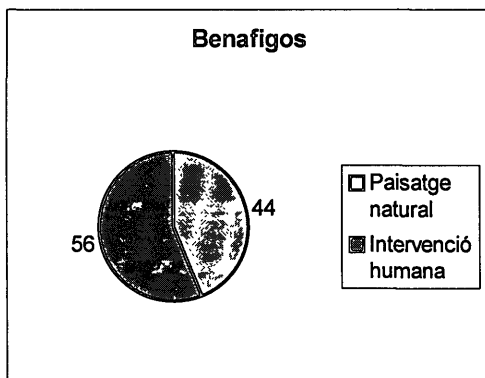 Benafigos
44
56
Paisatge
natural
Intervenció
humana